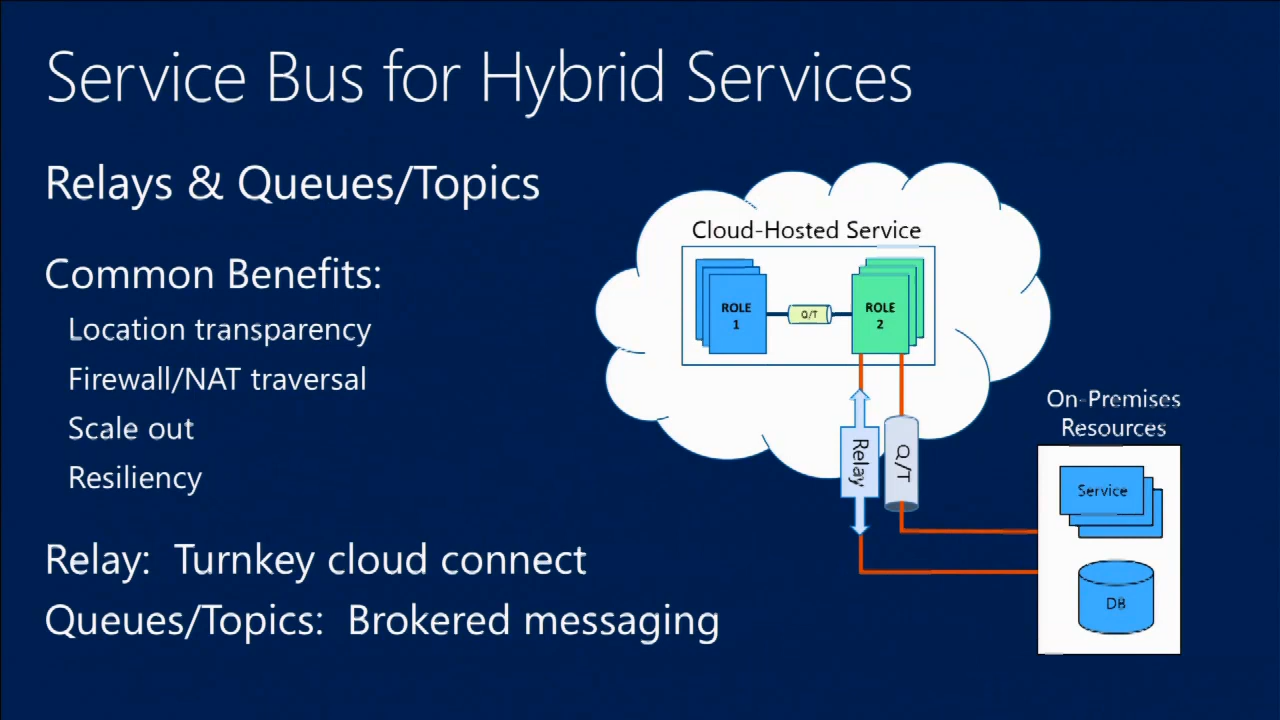 Service Bus for Hybrid Services
Relays & Queues/Topics
Common Benefits:
Location transparency
Firewall/NAT traversal
Scale out
Resiliency
Relay: Turnkey cloud connect
Queues/Topics: Brokered messaging
Cloud-Hosted Service
ROLE
1
Q/T
ROLE
2
Relay
Q/T
On-Premises
Resources
Service
DB